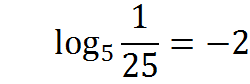 log₅ 1/25 = −2